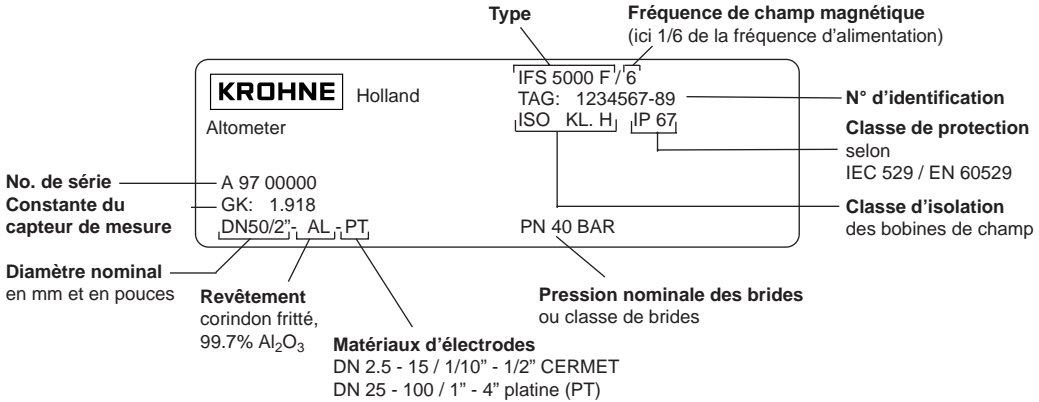 Type
Fréquence de champ magnétique
(ici 1/6 de la fréquence d'alimentation)
KROHNE Holland
Altometer
IFS 5000 F / 6
TAG: 1234567-89
ISO KL. H IP 67
N° d'identification
Classe de protection
selon
IEC 529 / EN 60529
No. de série
A 97 00000
Constante du
capteur de mesure
GK: 1.918
DN50/2”- AL -PT
PN 40 BAR
Classe d'isolation
des bobines de champ
Diamètre nominal
en mm et en pouces
Revêtement
corindon fritté,
99.7% Al₂O₃
Pression nominale des brides
ou classe de brides
Matériaux d'électrodes
DN 2.5 - 15 / 1/10” - 1/2” CERMET
DN 25 - 100 / 1” - 4” platine (PT)